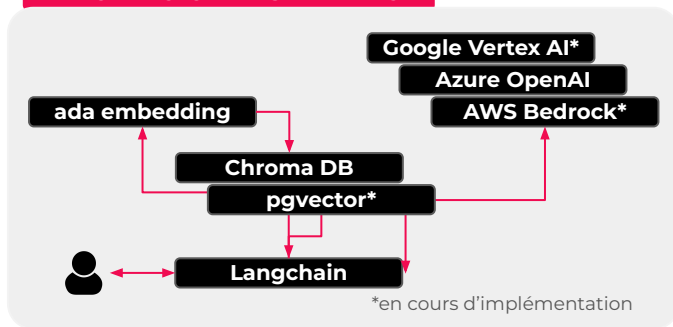 Google Vertex AI*
Azure OpenAI
ada embedding
AWS Bedrock*
Chroma DB
pgvector*
Langchain
*en cours d’implémentation